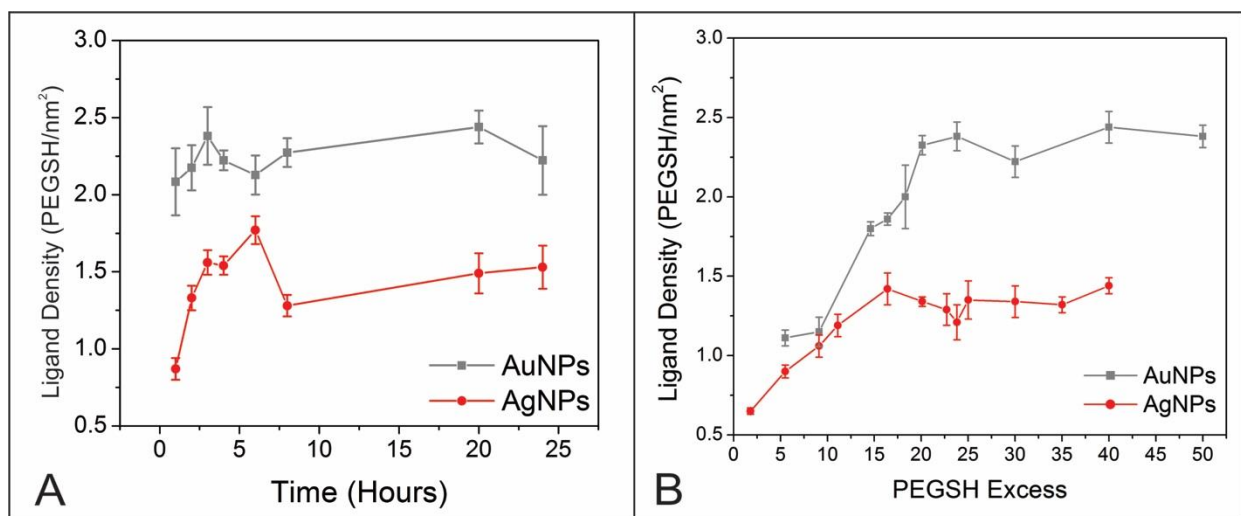 3.0
2.5
2.0
1.5
1.0
0.5
Ligand Density (PEGSH/nm²)
0 5 10 15 20 25
Time (Hours)
AuNPs
AgNPs
A
3.0
2.5
2.0
1.5
1.0
0.5
Ligand Density (PEGSH/nm²)
0 5 10 15 20 25 30 35 40 45 50
PEGSH Excess
AuNPs
AgNPs
B